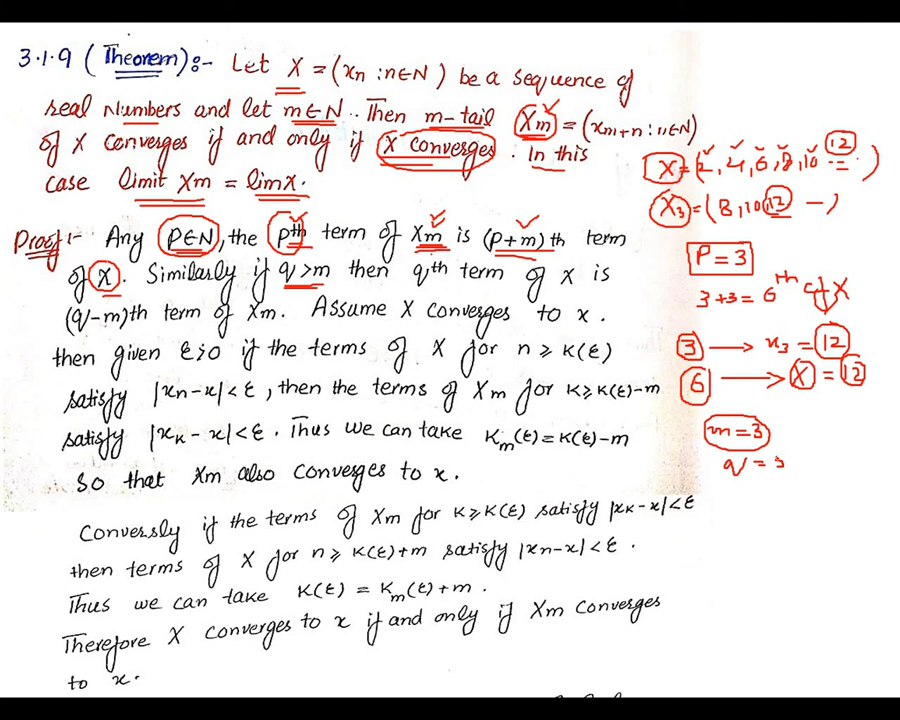 3.1.9 (Theorem):- Let X = (xn : n∈N) be a sequence of
real Numbers and let m∈N. Then m-tail Xm = (xm+n : n∈N)
of X Converges if and only if X converges. In this
case limit Xm = limX.
Proof:- Any P∈N, the Pth term of Xm is (P+m)th term
of X. Similarly if q>m then qth term of X is
(q-m)th term of Xm. Assume X converges to x.
then given ε>0 if the terms of X for n ≥ K(ε)
satisfy |xn-x|<ε, then the terms of Xm for K≥K(ε)-m
satisfy |xK-x|<ε. Thus we can take Km(ε)=K(ε)-m
So that Xm also converges to x.
Conversly if the terms of Xm for K≥K(ε) satisfy |xK-x|<ε
then terms of X for n≥ K(ε)+m satisfy |xn-x|<ε.
Thus we can take K(ε) = Km(ε)+m.
Therefore X converges to x if and only if Xm converges
to x.
X=(2, 4, 6, 8, 10 12 = )
X3=(8, 10, 12 -)
P=3
3+3=6th of X
3 → x3 = 12
6 → X = 12
m=3
q=3